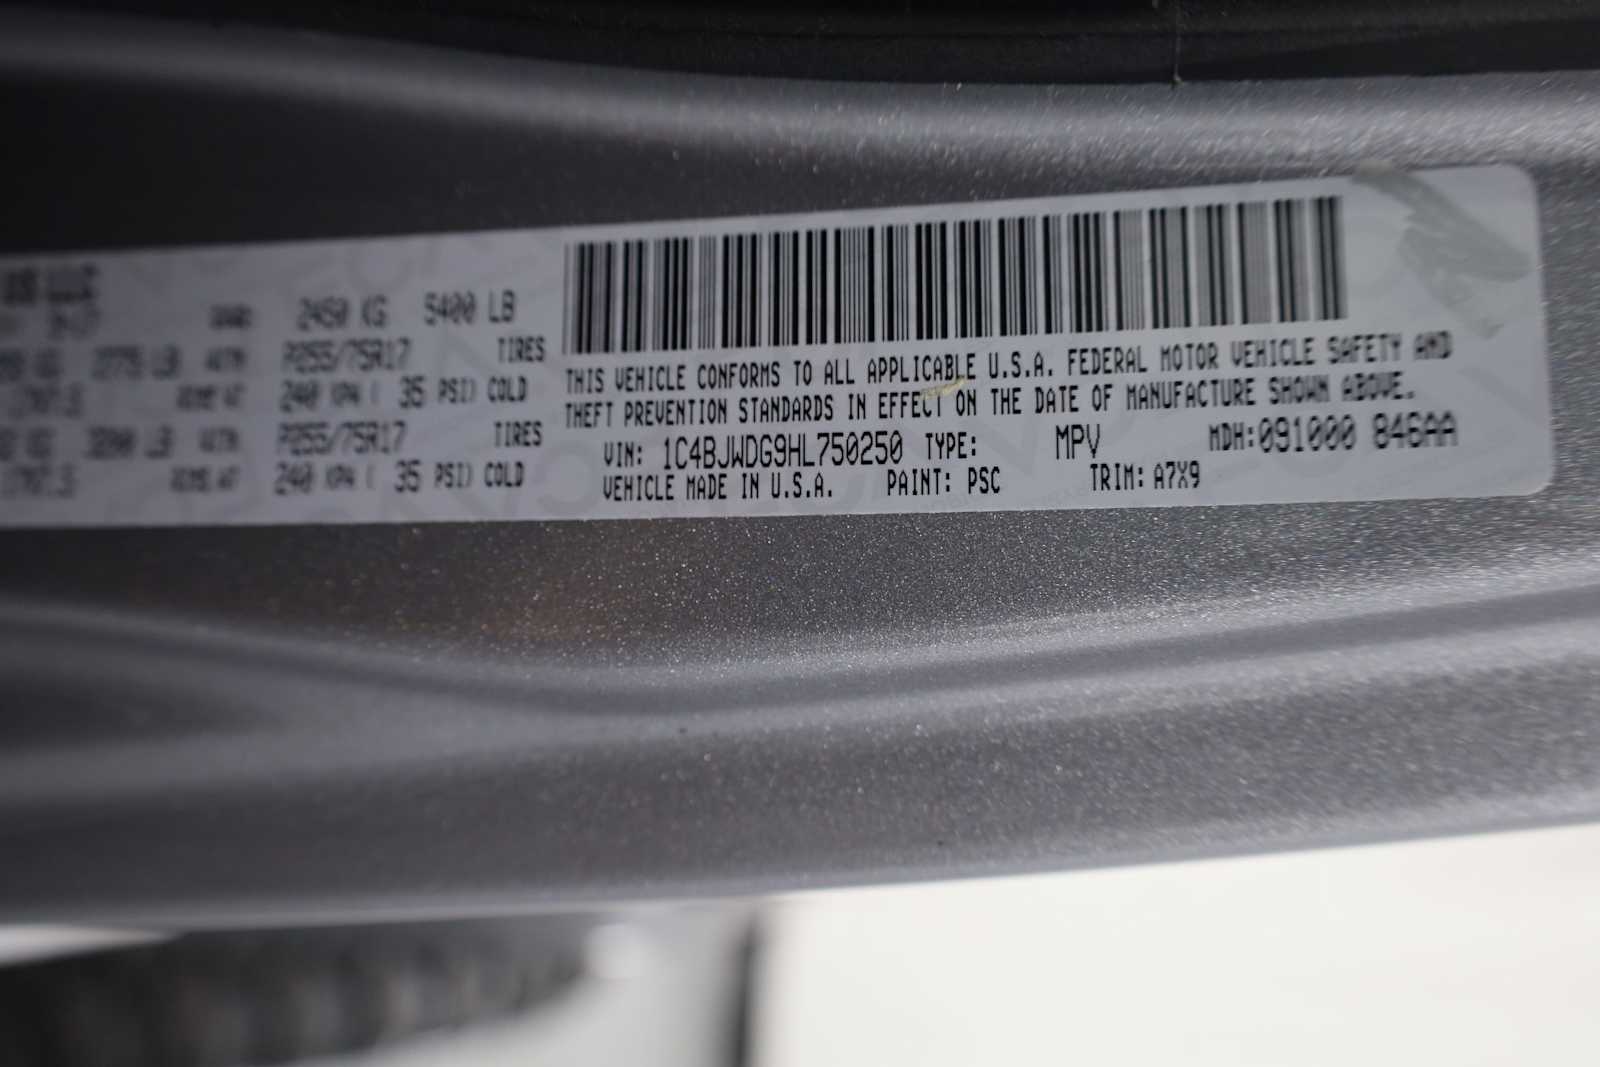 2450 KG 5400 LB
P255/75R17 TIRES
240 KPA ( 35 PSI) COLD
P255/75R17 TIRES
240 KPA ( 35 PSI) COLD
THIS VEHICLE CONFORMS TO ALL APPLICABLE U.S.A. FEDERAL MOTOR VEHICLE SAFETY AND
THEFT PREVENTION STANDARDS IN EFFECT ON THE DATE OF MANUFACTURE SHOWN ABOVE.
VIN: 1C4BJWDG9HL750250 TYPE: MPV MDH:091000 846AA
VEHICLE MADE IN U.S.A. PAINT: PSC TRIM: A7X9